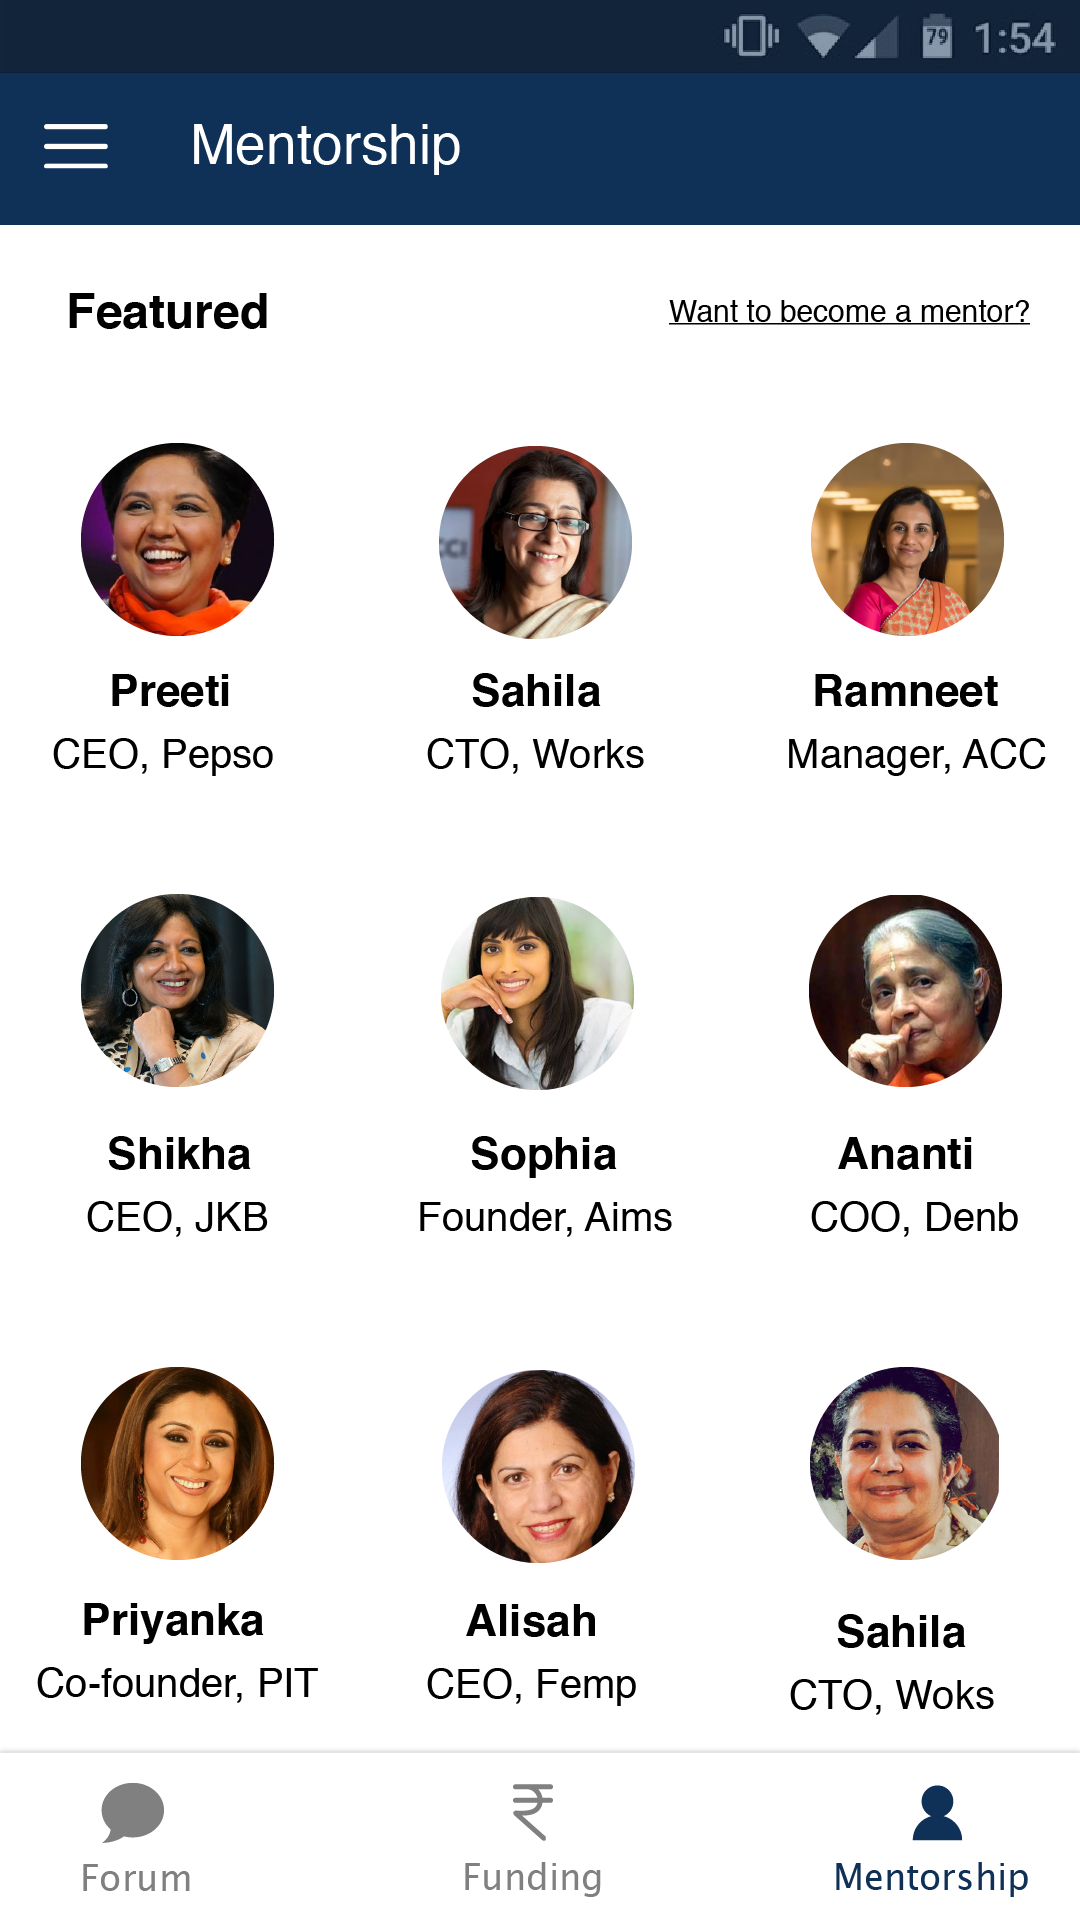 79 1:54
Mentorship
Featured
Want to become a mentor?
CCI
Preeti Sahila Ramneet
CEO, Pepso CTO, Works Manager, ACC
Shikha Sophia Ananti
CEO, JKB Founder, Aims COO, Denb
Priyanka Alisah Sahila
Co-founder, PIT CEO, Femp CTO, Woks
Forum Funding Mentorship